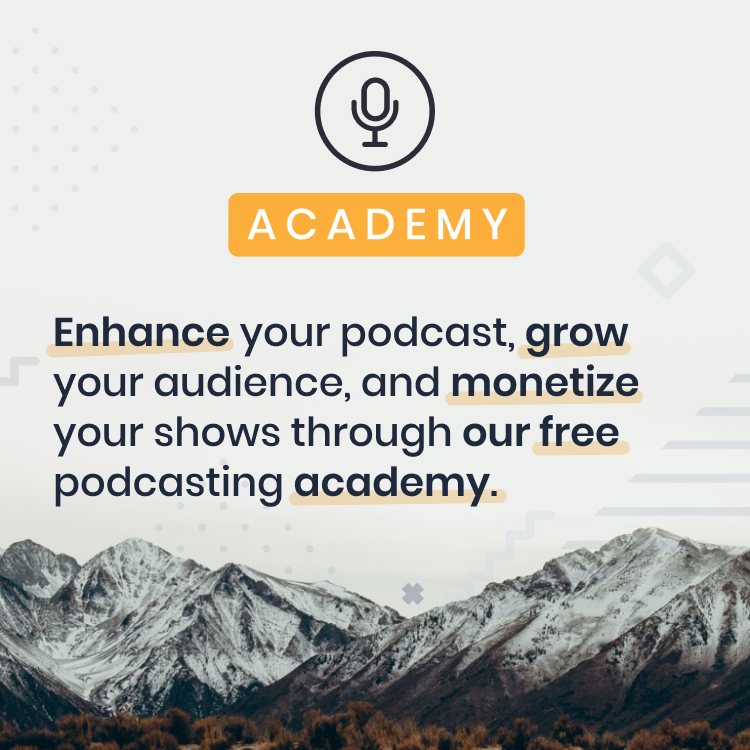 ACADEMY
Enhance your podcast, grow
your audience, and monetize
your shows through our free
podcasting academy.